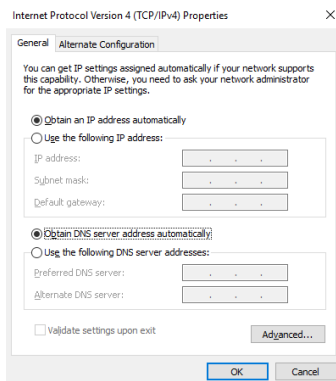 Internet Protocol Version 4 (TCP/IPv4) Properties
General
Alternate Configuration
You can get IP settings assigned automatically if your network supports
this capability. Otherwise, you need to ask your network administrator
for the appropriate IP settings.
Obtain an IP address automatically
Use the following IP address:
IP address:
Subnet mask:
Default gateway:
Obtain DNS server address automatically
Use the following DNS server addresses:
Preferred DNS server:
Alternate DNS server:
Validate settings upon exit
Advanced...
OK
Cancel